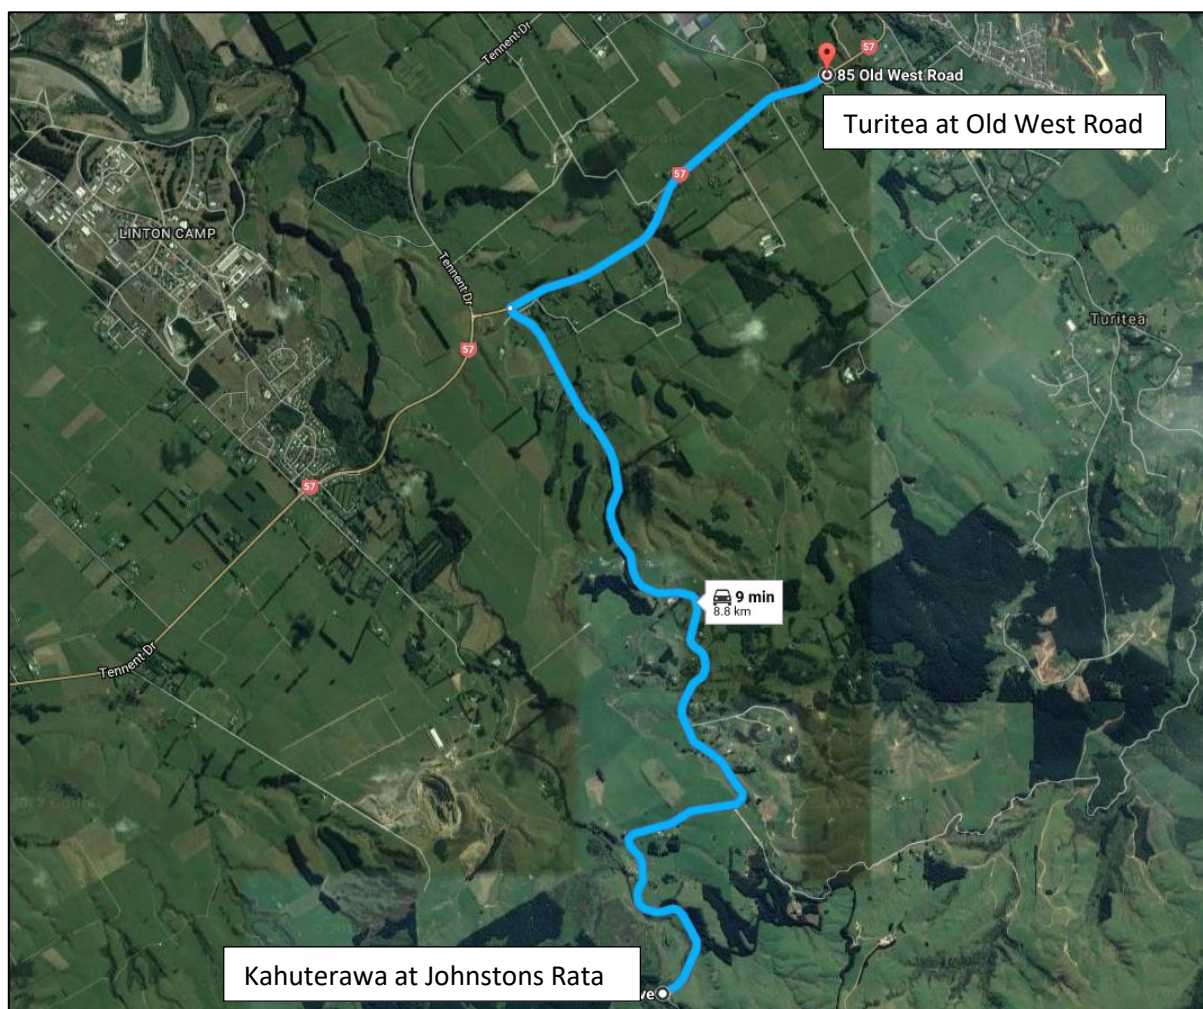 Tennent Dr
57
85 Old West Road
Turitea at Old West Road
57
LINTON CAMP
Tennent Dr
Turitea
57
57
9 min
8.8 km
Tennent Dr
Kahuterawa at Johnstons Rata
ve